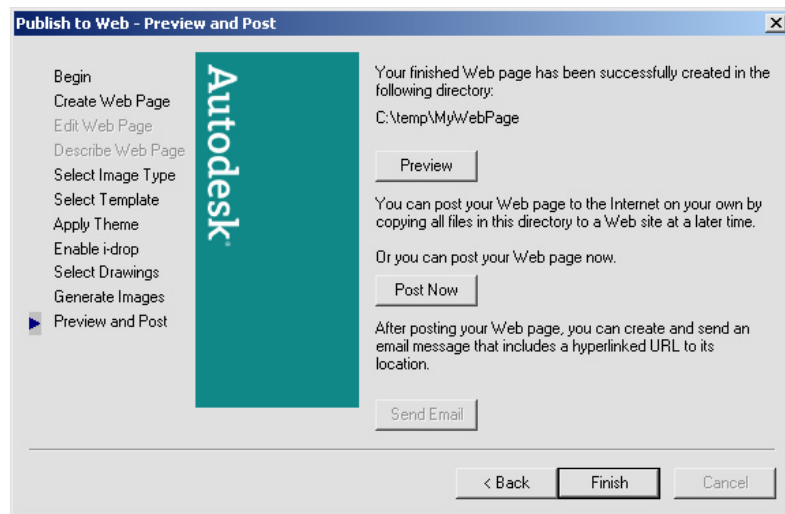 Publish to Web - Preview and Post
Begin
Create Web Page
Edit Web Page
Describe Web Page
Select Image Type
Select Template
Apply Theme
Enable i-drop
Select Drawings
Generate Images
Preview and Post
Autodesk
Your finished Web page has been successfully created in the
following directory:
C:\temp\MyWebPage
Preview
You can post your Web page to the Internet on your own by
copying all files in this directory to a Web site at a later time.
Or you can post your Web page now.
Post Now
After posting your Web page, you can create and send an
email message that includes a hyperlinked URL to its
location.
Send Email
< Back
Finish
Cancel